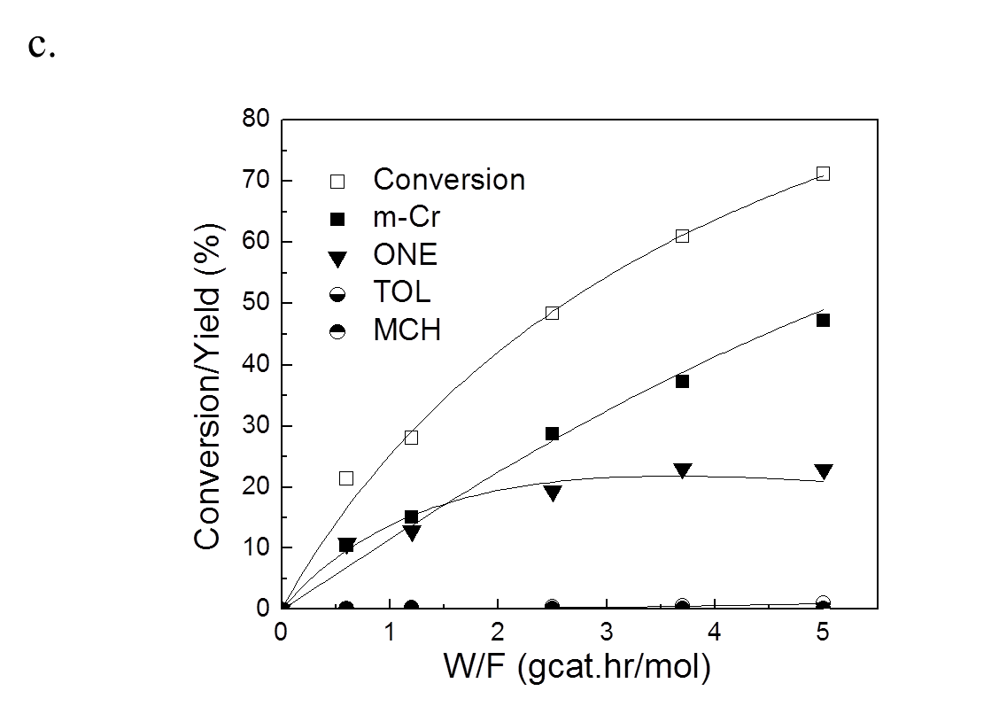 c.
80
70
60
50
40
30
20
10
0
Conversion/Yield (%)
Conversion
m-Cr
ONE
TOL
MCH
0 1 2 3 4 5
W/F (gcat.hr/mol)